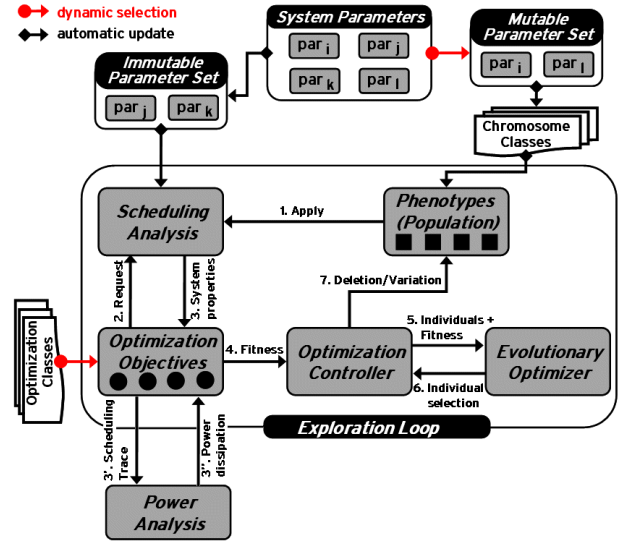 dynamic selection
automatic update
System Parameters
par i
par j
par k
par l
Mutable
Parameter Set
par i
par l
Immutable
Parameter Set
par j
par k
Chromosome
Classes
Scheduling
Analysis
1. Apply
Phenotypes
(Population)
2. Request
3. System
properties
7. Deletion/Variation
Optimization
Classes
Optimization
Objectives
4. Fitness
Optimization
Controller
5. Individuals +
Fitness
6. Individual
selection
Evolutionary
Optimizer
Exploration Loop
3'. Scheduling
Trace
3''. Power
dissipation
Power
Analysis